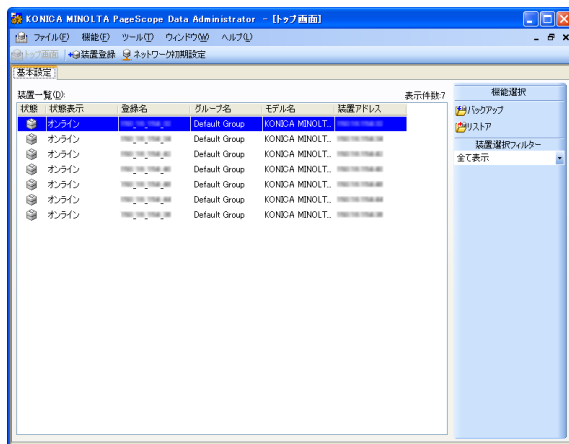 KONICA MINOLTA PageScope Data Administrator - [トップ画面]
ファイル(F) 機能(E) ツール(T) ウィンドウ(W) ヘルプ(L)
トップ画面 装置登録 ネットワーク初期設定
基本設定
装置一覧(D): 表示件数:7
状態 状態表示 登録名 グループ名 モデル名 装置アドレス
オンライン Default Group KONICA MINOLT...
オンライン Default Group KONICA MINOLT...
オンライン Default Group KONICA MINOLT...
オンライン Default Group KONICA MINOLT...
オンライン Default Group KONICA MINOLT...
オンライン Default Group KONICA MINOLT...
オンライン Default Group KONICA MINOLT...
機能選択
バックアップ
リストア
装置選択フィルター
全て表示